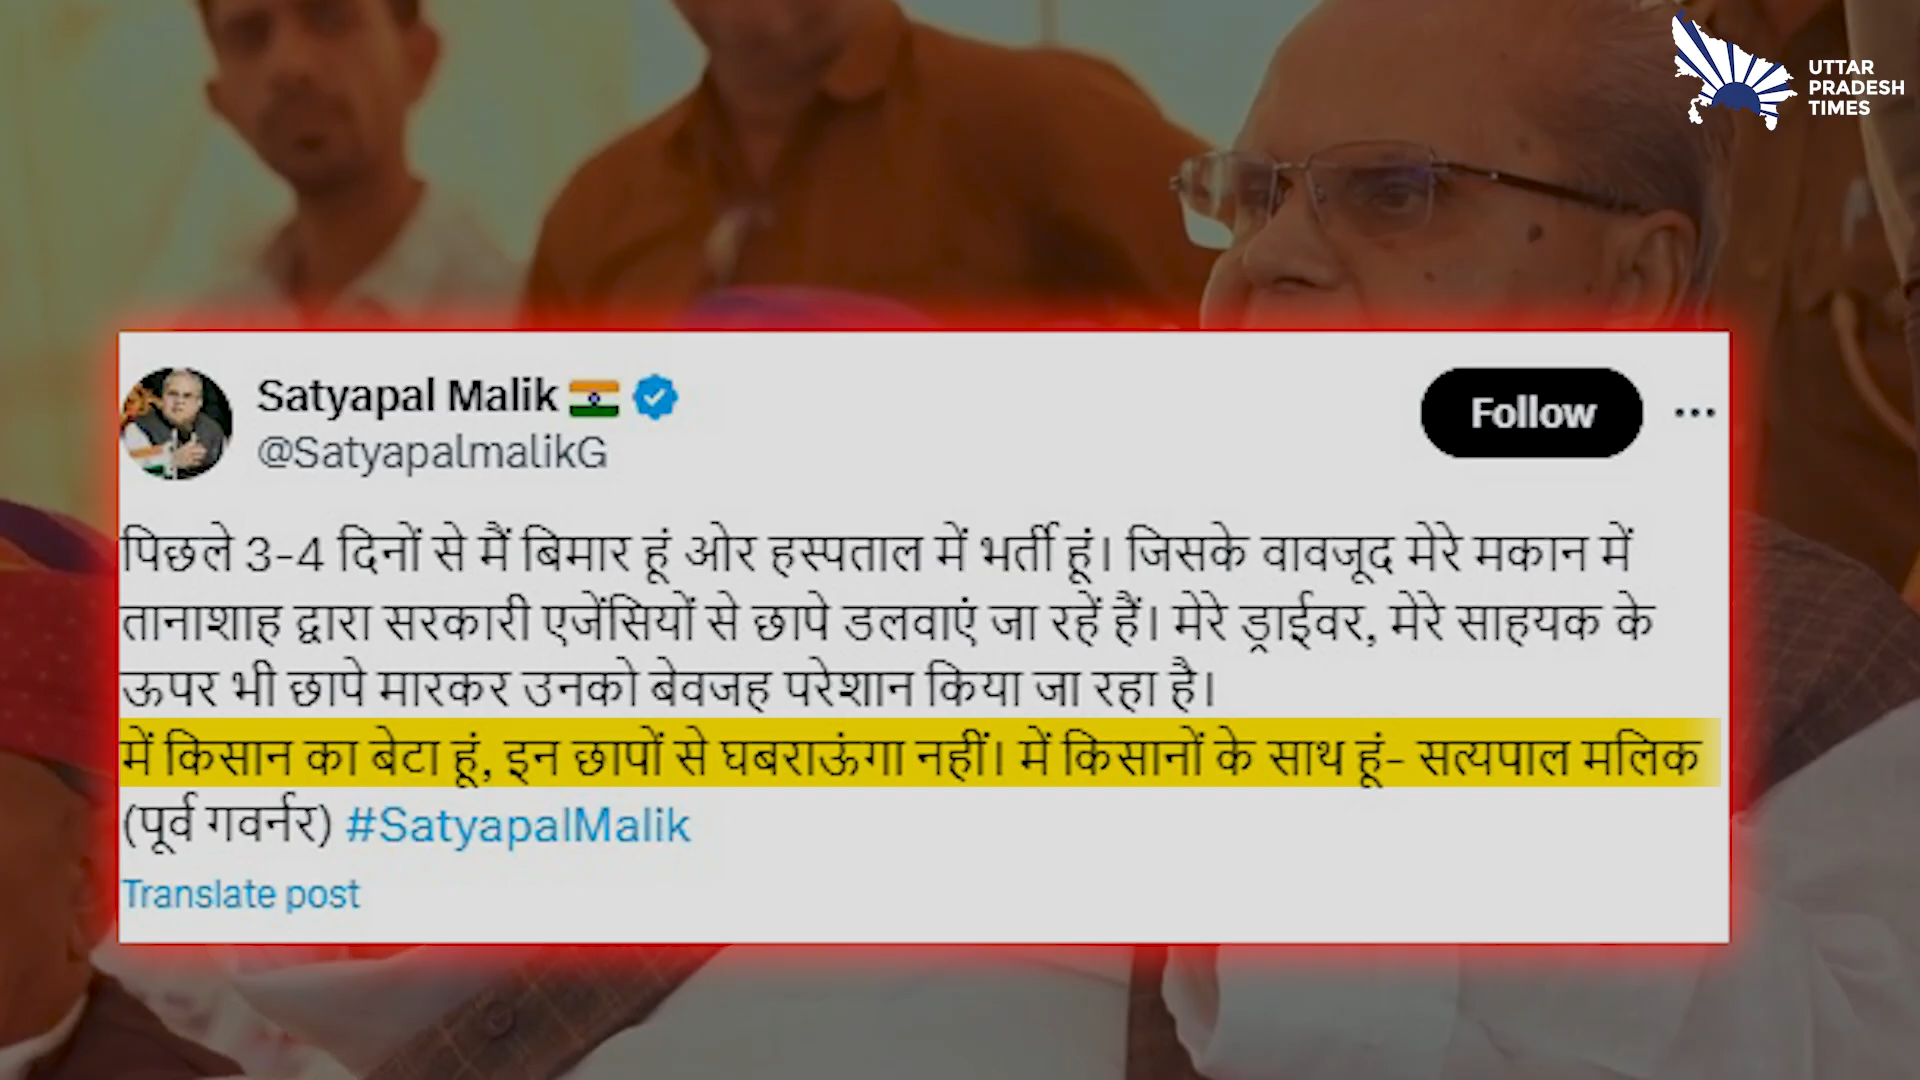 UTTAR
PRADESH
TIMES
Satyapal Malik
@SatyapalmalikG
Follow
पिछले 3-4 दिनों से मैं बिमार हूं ओर हस्पताल में भर्ती हूं। जिसके वावजूद मेरे मकान में
तानाशाह द्वारा सरकारी एजेंसियों से छापे डलवाएं जा रहें हैं। मेरे ड्राईवर, मेरे साहयक के
ऊपर भी छापे मारकर उनको बेवजह परेशान किया जा रहा है।
में किसान का बेटा हूं, इन छापों से घबराऊंगा नहीं। में किसानों के साथ हूं- सत्यपाल मलिक
(पूर्व गवर्नर) #SatyapalMalik
Translate post